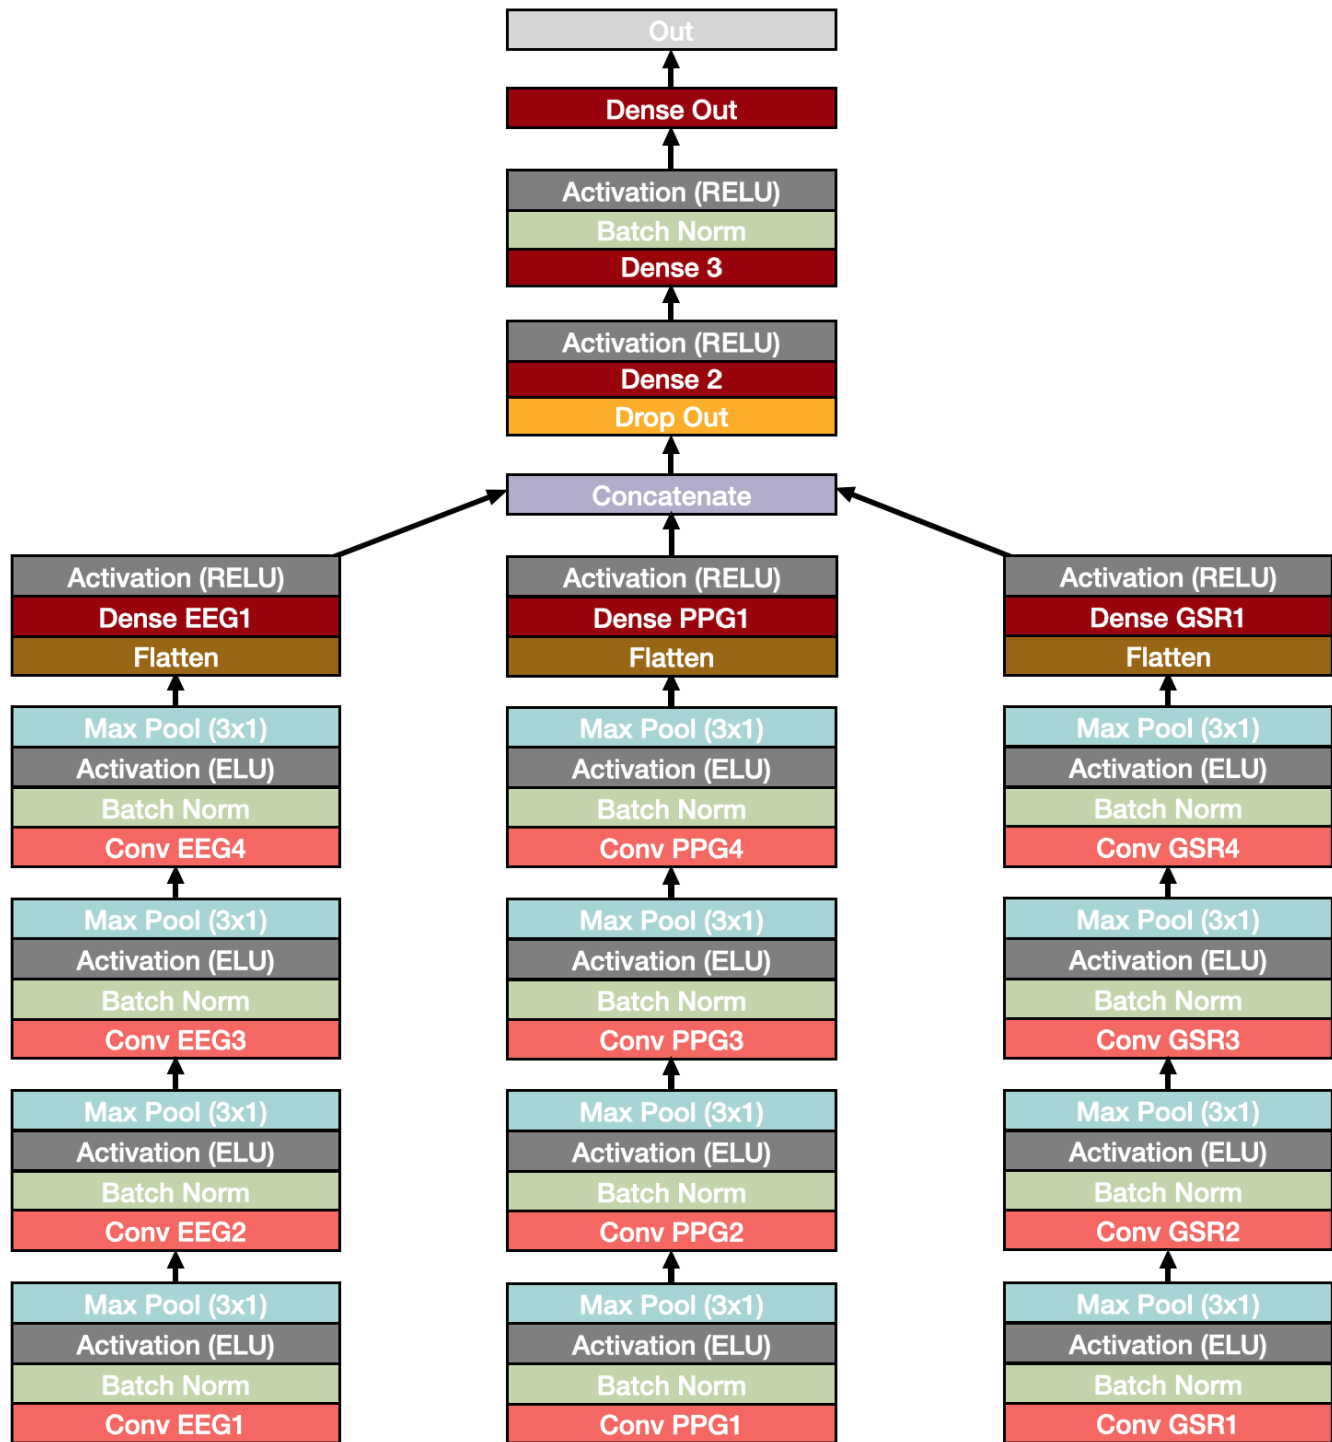 Out
Dense Out
Activation (RELU)
Batch Norm
Dense 3
Activation (RELU)
Dense 2
Drop Out
Concatenate
Activation (RELU)
Dense EEG1
Flatten
Max Pool (3x1)
Activation (ELU)
Batch Norm
Conv EEG4
Max Pool (3x1)
Activation (ELU)
Batch Norm
Conv EEG3
Max Pool (3x1)
Activation (ELU)
Batch Norm
Conv EEG2
Max Pool (3x1)
Activation (ELU)
Batch Norm
Conv EEG1
Activation (RELU)
Dense PPG1
Flatten
Max Pool (3x1)
Activation (ELU)
Batch Norm
Conv PPG4
Max Pool (3x1)
Activation (ELU)
Batch Norm
Conv PPG3
Max Pool (3x1)
Activation (ELU)
Batch Norm
Conv PPG2
Max Pool (3x1)
Activation (ELU)
Batch Norm
Conv PPG1
Activation (RELU)
Dense GSR1
Flatten
Max Pool (3x1)
Activation (ELU)
Batch Norm
Conv GSR4
Max Pool (3x1)
Activation (ELU)
Batch Norm
Conv GSR3
Max Pool (3x1)
Activation (ELU)
Batch Norm
Conv GSR2
Max Pool (3x1)
Activation (ELU)
Batch Norm
Conv GSR1